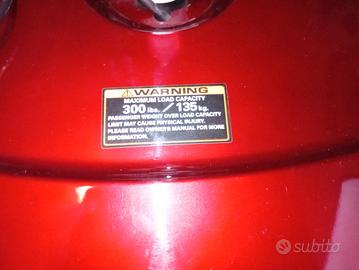 ⚠WARNING
MAXIMUM LOAD CAPACITY
300 lbs. / 135 kg.
PASSENGER WEIGHT OVER LOAD CAPACITY
LIMIT MAY CAUSE PHYSICAL INJURY.
PLEASE READ OWNER'S MANUAL FOR MORE
INFORMATION.
subito